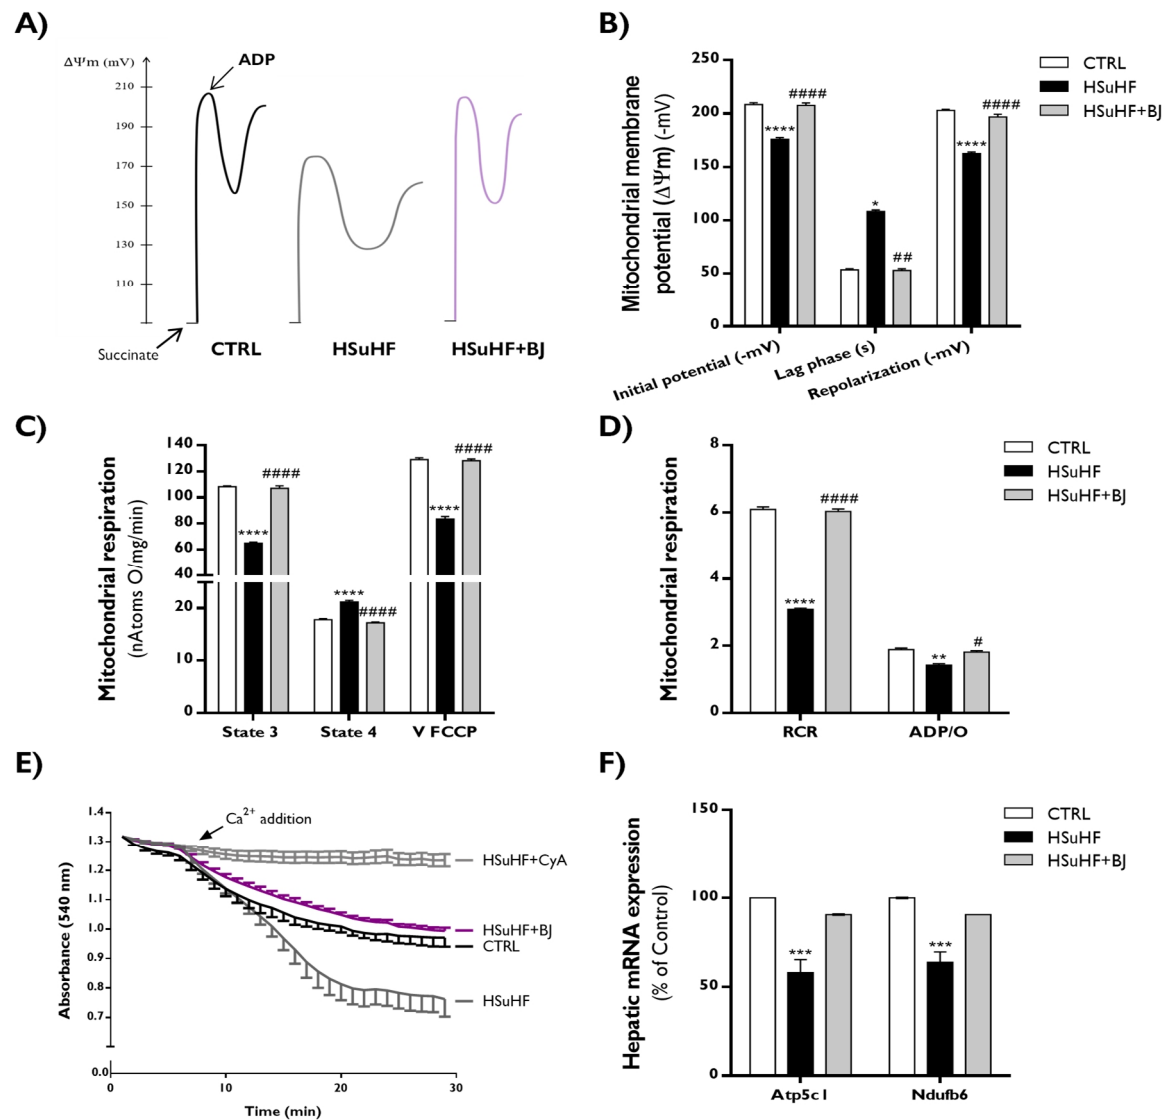 A)
ΔΨm (mV)
210
190
170
150
130
110
ADP
Succinate
CTRL
HSuHF
HSuHF+BJ
B)
Mitochondrial membrane
potential (ΔΨm) (-mV)
250
200
150
100
50
0
####
****
*
##
####
****
Initial potential (-mV)
Lag phase (s)
Repolarization (-mV)
CTRL
HSuHF
HSuHF+BJ
C)
Mitochondrial respiration
(nAtoms O/mg/min)
140
120
100
80
60
40
20
10
0
####
****
****
####
####
****
State 3
State 4
V FCCP
D)
Mitochondrial respiration
8
6
4
2
0
####
****
**
#
RCR
ADP/O
CTRL
HSuHF
HSuHF+BJ
E)
Absorbance (540 nm)
1.4
1.3
1.2
1.1
1.0
0.9
0.8
0.7
0.0
Ca2+ addition
HSuHF+CyA
HSuHF+BJ
CTRL
HSuHF
0
10
20
30
Time (min)
F)
Hepatic mRNA expression
(% of Control)
150
100
50
0
***
***
Atp5c1
Ndufb6
CTRL
HSuHF
HSuHF+BJ